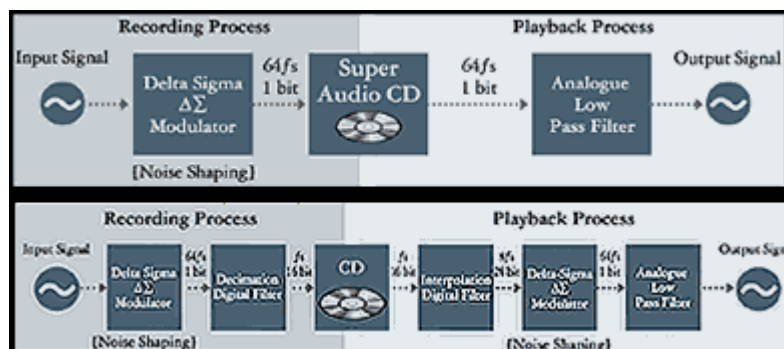 Recording Process
Playback Process
Input Signal
64fs
1 bit
64fs
1 bit
Output Signal
Delta Sigma
ΔΣ
Modulator
Super
Audio CD
Analogue
Low
Pass Filter
{Noise Shaping}
Recording Process
Playback Process
Input Signal
64fs
1 bit
fs
16 bit
fs
16 bit
64fs
1 bit
Output Sign
Delta Sigma
ΔΣ
Modulator
Decimation
Digital Filter
CD
Interpolation
Digital Filter
Delta-Sigma
ΔΣ
Modulator
Analogue
Low
Pass Filter
{Noise Shaping}
{Noise Shaping}